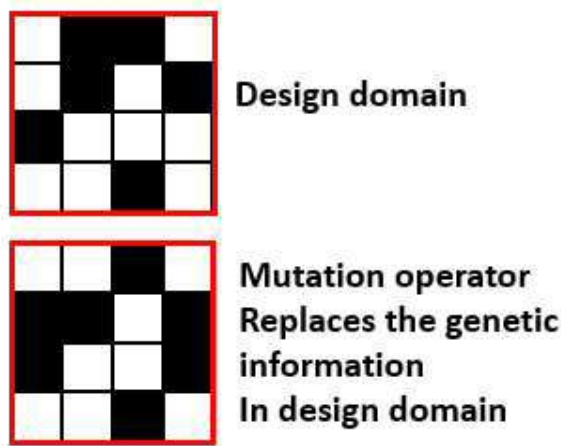 Design domain
Mutation operator
Replaces the genetic
information
In design domain